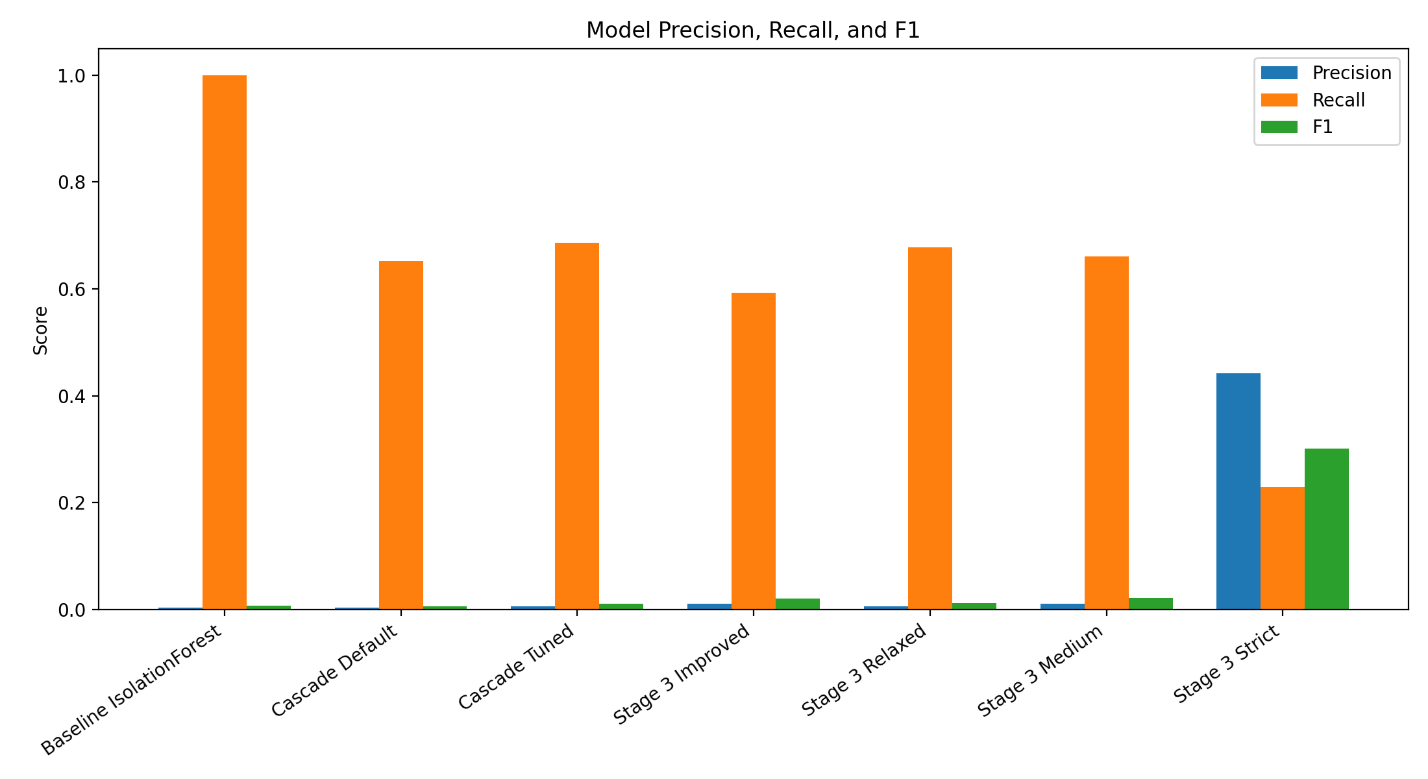 Model Precision, Recall, and F1
Precision
Recall
F1
Score
1.0
0.8
0.6
0.4
0.2
0.0
Baseline IsolationForest
Cascade Default
Cascade Tuned
Stage 3 Improved
Stage 3 Relaxed
Stage 3 Medium
Stage 3 Strict